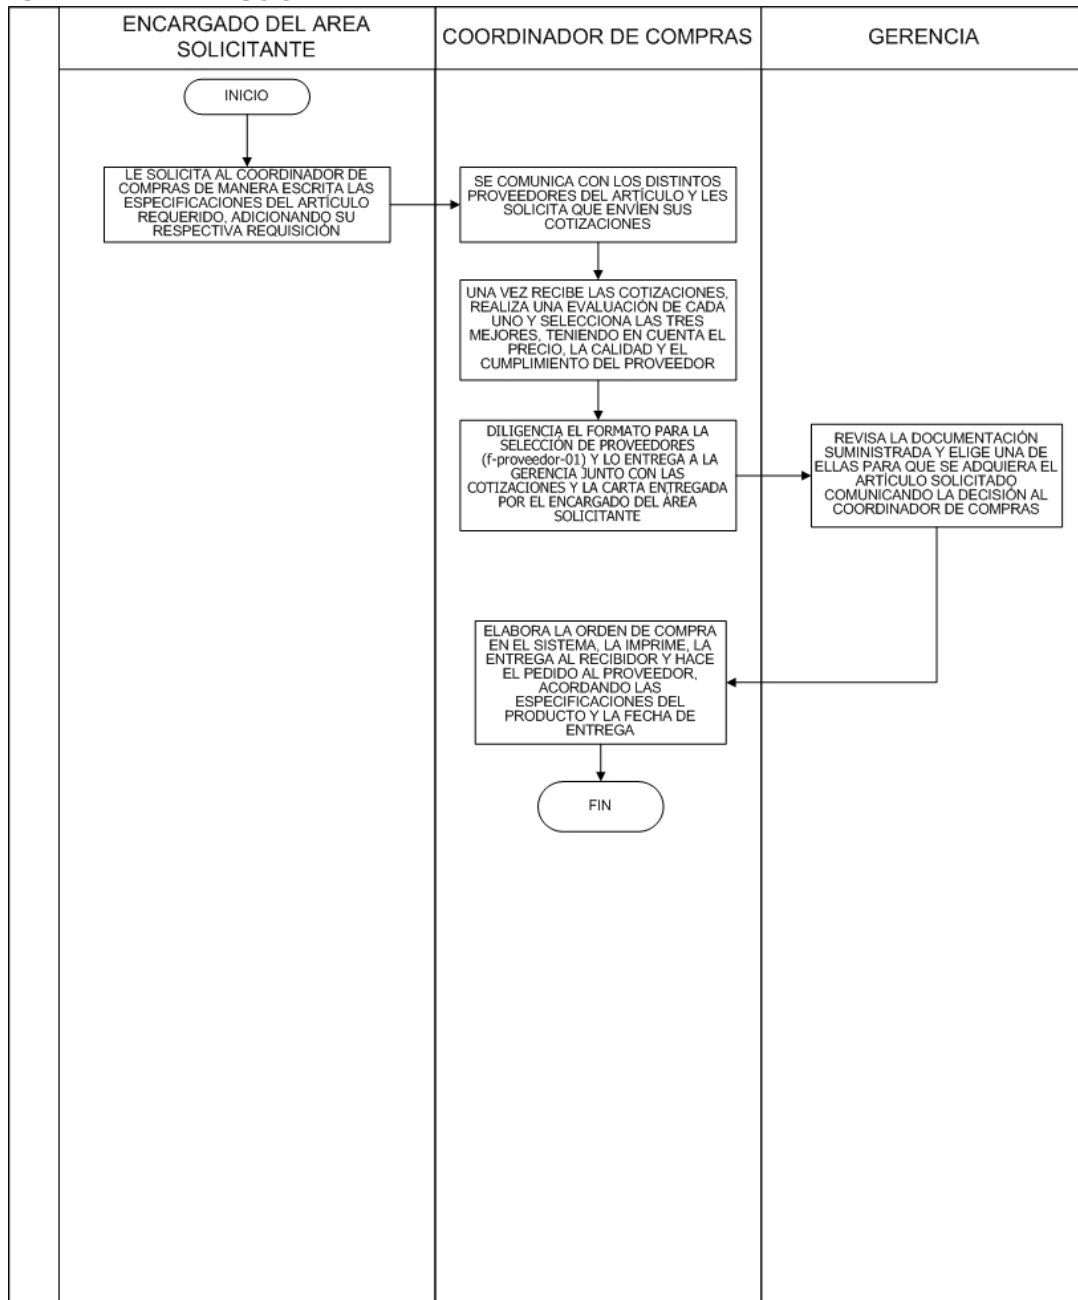 ENCARGADO DEL AREA
SOLICITANTE
COORDINADOR DE COMPRAS
GERENCIA
INICIO
LE SOLICITA AL COORDINADOR DE
COMPRAS DE MANERA ESCRITA LAS
ESPECIFICACIONES DEL ARTÍCULO
REQUERIDO, ADICIONANDO SU
RESPECTIVA REQUISICIÓN
SE COMUNICA CON LOS DISTINTOS
PROVEEDORES DEL ARTÍCULO Y LES
SOLICITA QUE ENVÍEN SUS
COTIZACIONES
UNA VEZ RECIBE LAS COTIZACIONES,
REALIZA UNA EVALUACIÓN DE CADA
UNO Y SELECCIONA LAS TRES
MEJORES, TENIENDO EN CUENTA EL
PRECIO, LA CALIDAD Y EL
CUMPLIMIENTO DEL PROVEEDOR
DILIGENCIA EL FORMATO PARA LA
SELECCIÓN DE PROVEEDORES
(f-proveedor-01) Y LO ENTREGA A LA
GERENCIA JUNTO CON LAS
COTIZACIONES Y LA CARTA ENTREGADA
POR EL ENCARGADO DEL ÁREA
SOLICITANTE
REVISA LA DOCUMENTACIÓN
SUMINISTRADA Y ELIGE UNA DE
ELLAS PARA QUE SE ADQUIERA EL
ARTÍCULO SOLICITADO
COMUNICANDO LA DECISIÓN AL
COORDINADOR DE COMPRAS
ELABORA LA ORDEN DE COMPRA
EN EL SISTEMA, LA IMPRIME, LA
ENTREGA AL RECIBIDOR Y HACE
EL PEDIDO AL PROVEEDOR,
ACORDANDO LAS
ESPECIFICACIONES DEL
PRODUCTO Y LA FECHA DE
ENTREGA
FIN